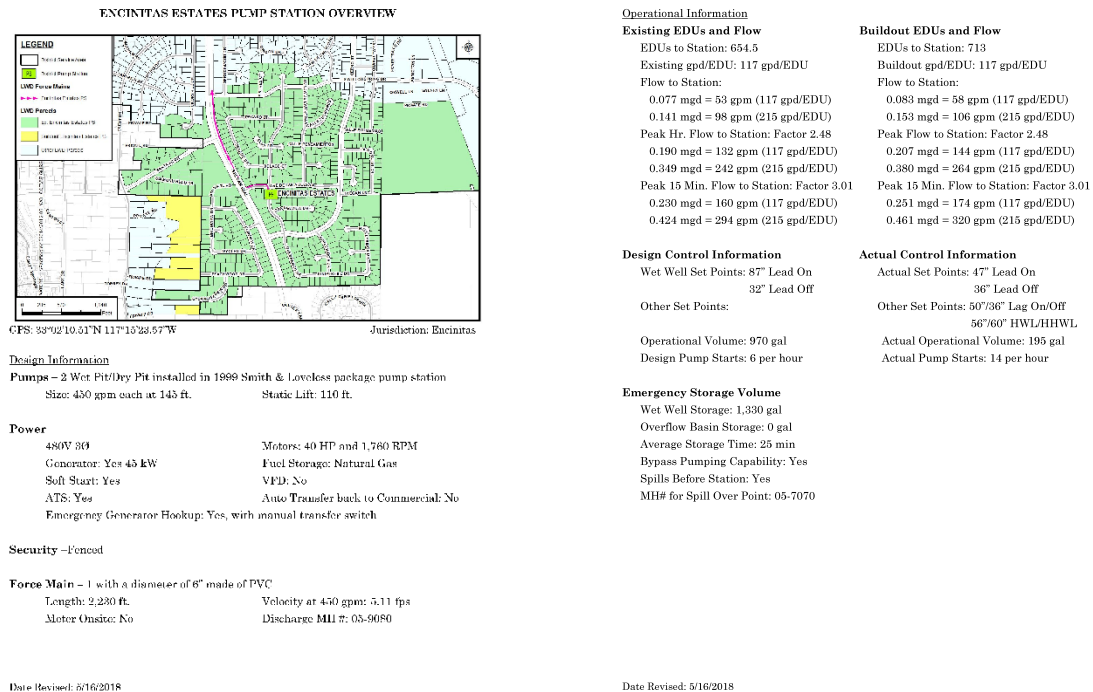 ENCINITAS ESTATES PUMP STATION OVERVIEW
LEGEND
LWD Force Mains
LWD Parcels
ENCINITAS ESTATES
GPS: 33°02'10.51"N 117°15'23.57"W Jurisdiction: Encinitas
Design Information
Pumps – 2 Wet Pit/Dry Pit installed in 1999 Smith & Loveless package pump station
Size: 450 gpm each at 145 ft. Static Lift: 110 ft.
Power
480V 3Ø Motors: 40 HP and 1,760 RPM
Generator: Yes 45 kW Fuel Storage: Natural Gas
Soft Start: Yes VFD: No
ATS: Yes Auto Transfer back to Commercial: No
Emergency Generator Hookup: Yes, with manual transfer switch
Security –Fenced
Force Main – 1 with a diameter of 6" made of PVC
Length: 2,230 ft. Velocity at 450 gpm: 5.11 fps
Meter Onsite: No Discharge MH #: 05-9080
Date Revised: 5/16/2018
Operational Information
Existing EDUs and Flow
EDUs to Station: 654.5
Existing gpd/EDU: 117 gpd/EDU
Flow to Station:
0.077 mgd = 53 gpm (117 gpd/EDU)
0.141 mgd = 98 gpm (215 gpd/EDU)
Peak Hr. Flow to Station: Factor 2.48
0.190 mgd = 132 gpm (117 gpd/EDU)
0.349 mgd = 242 gpm (215 gpd/EDU)
Peak 15 Min. Flow to Station: Factor 3.01
0.230 mgd = 160 gpm (117 gpd/EDU)
0.424 mgd = 294 gpm (215 gpd/EDU)
Buildout EDUs and Flow
EDUs to Station: 713
Buildout gpd/EDU: 117 gpd/EDU
Flow to Station:
0.083 mgd = 58 gpm (117 gpd/EDU)
0.153 mgd = 106 gpm (215 gpd/EDU)
Peak Flow to Station: Factor 2.48
0.207 mgd = 144 gpm (117 gpd/EDU)
0.380 mgd = 264 gpm (215 gpd/EDU)
Peak 15 Min. Flow to Station: Factor 3.01
0.251 mgd = 174 gpm (117 gpd/EDU)
0.461 mgd = 320 gpm (215 gpd/EDU)
Design Control Information
Wet Well Set Points: 87" Lead On
32" Lead Off
Other Set Points:
Operational Volume: 970 gal
Design Pump Starts: 6 per hour
Actual Control Information
Actual Set Points: 47" Lead On
36" Lead Off
Other Set Points: 50"/36" Lag On/Off
56"/60" HWL/HHWL
Actual Operational Volume: 195 gal
Actual Pump Starts: 14 per hour
Emergency Storage Volume
Wet Well Storage: 1,330 gal
Overflow Basin Storage: 0 gal
Average Storage Time: 25 min
Bypass Pumping Capability: Yes
Spills Before Station: Yes
MH# for Spill Over Point: 05-7070
Date Revised: 5/16/2018